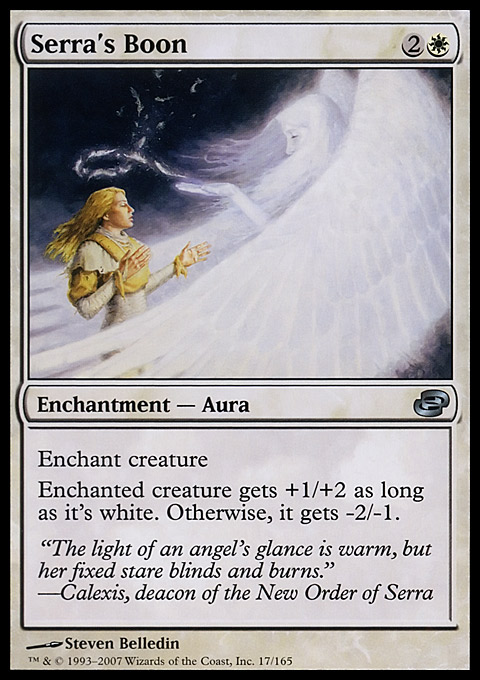 Serra's Boon 2
Enchantment — Aura
Enchant creature
Enchanted creature gets +1/+2 as long
as it's white. Otherwise, it gets -2/-1.
“The light of an angel's glance is warm, but
her fixed stare blinds and burns.”
—Calexis, deacon of the New Order of Serra
Steven Belledin
™ & © 1993–2007 Wizards of the Coast, Inc. 17/165